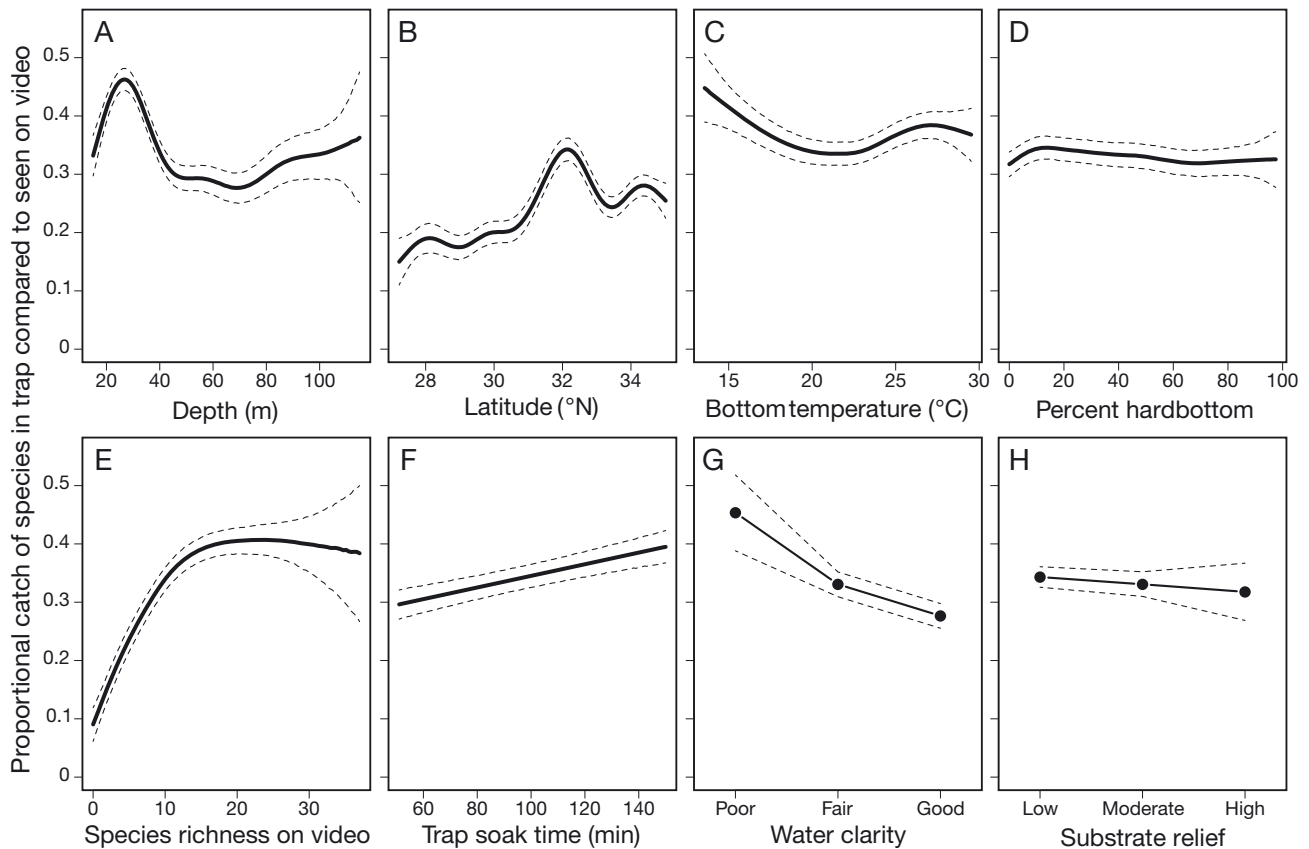 Proportional catch of species in trap compared to seen on video
A
B
C
D
0.5
0.4
0.3
0.2
0.1
0
20 40 60 80 100
28 30 32 34
15 20 25 30
0 20 40 60 80 100
Depth (m)
Latitude (°N)
Bottom temperature (°C)
Percent hardbottom
E
F
G
H
0.5
0.4
0.3
0.2
0.1
0
0 10 20 30
60 80 100 120 140
Poor Fair Good
Low Moderate High
Species richness on video
Trap soak time (min)
Water clarity
Substrate relief